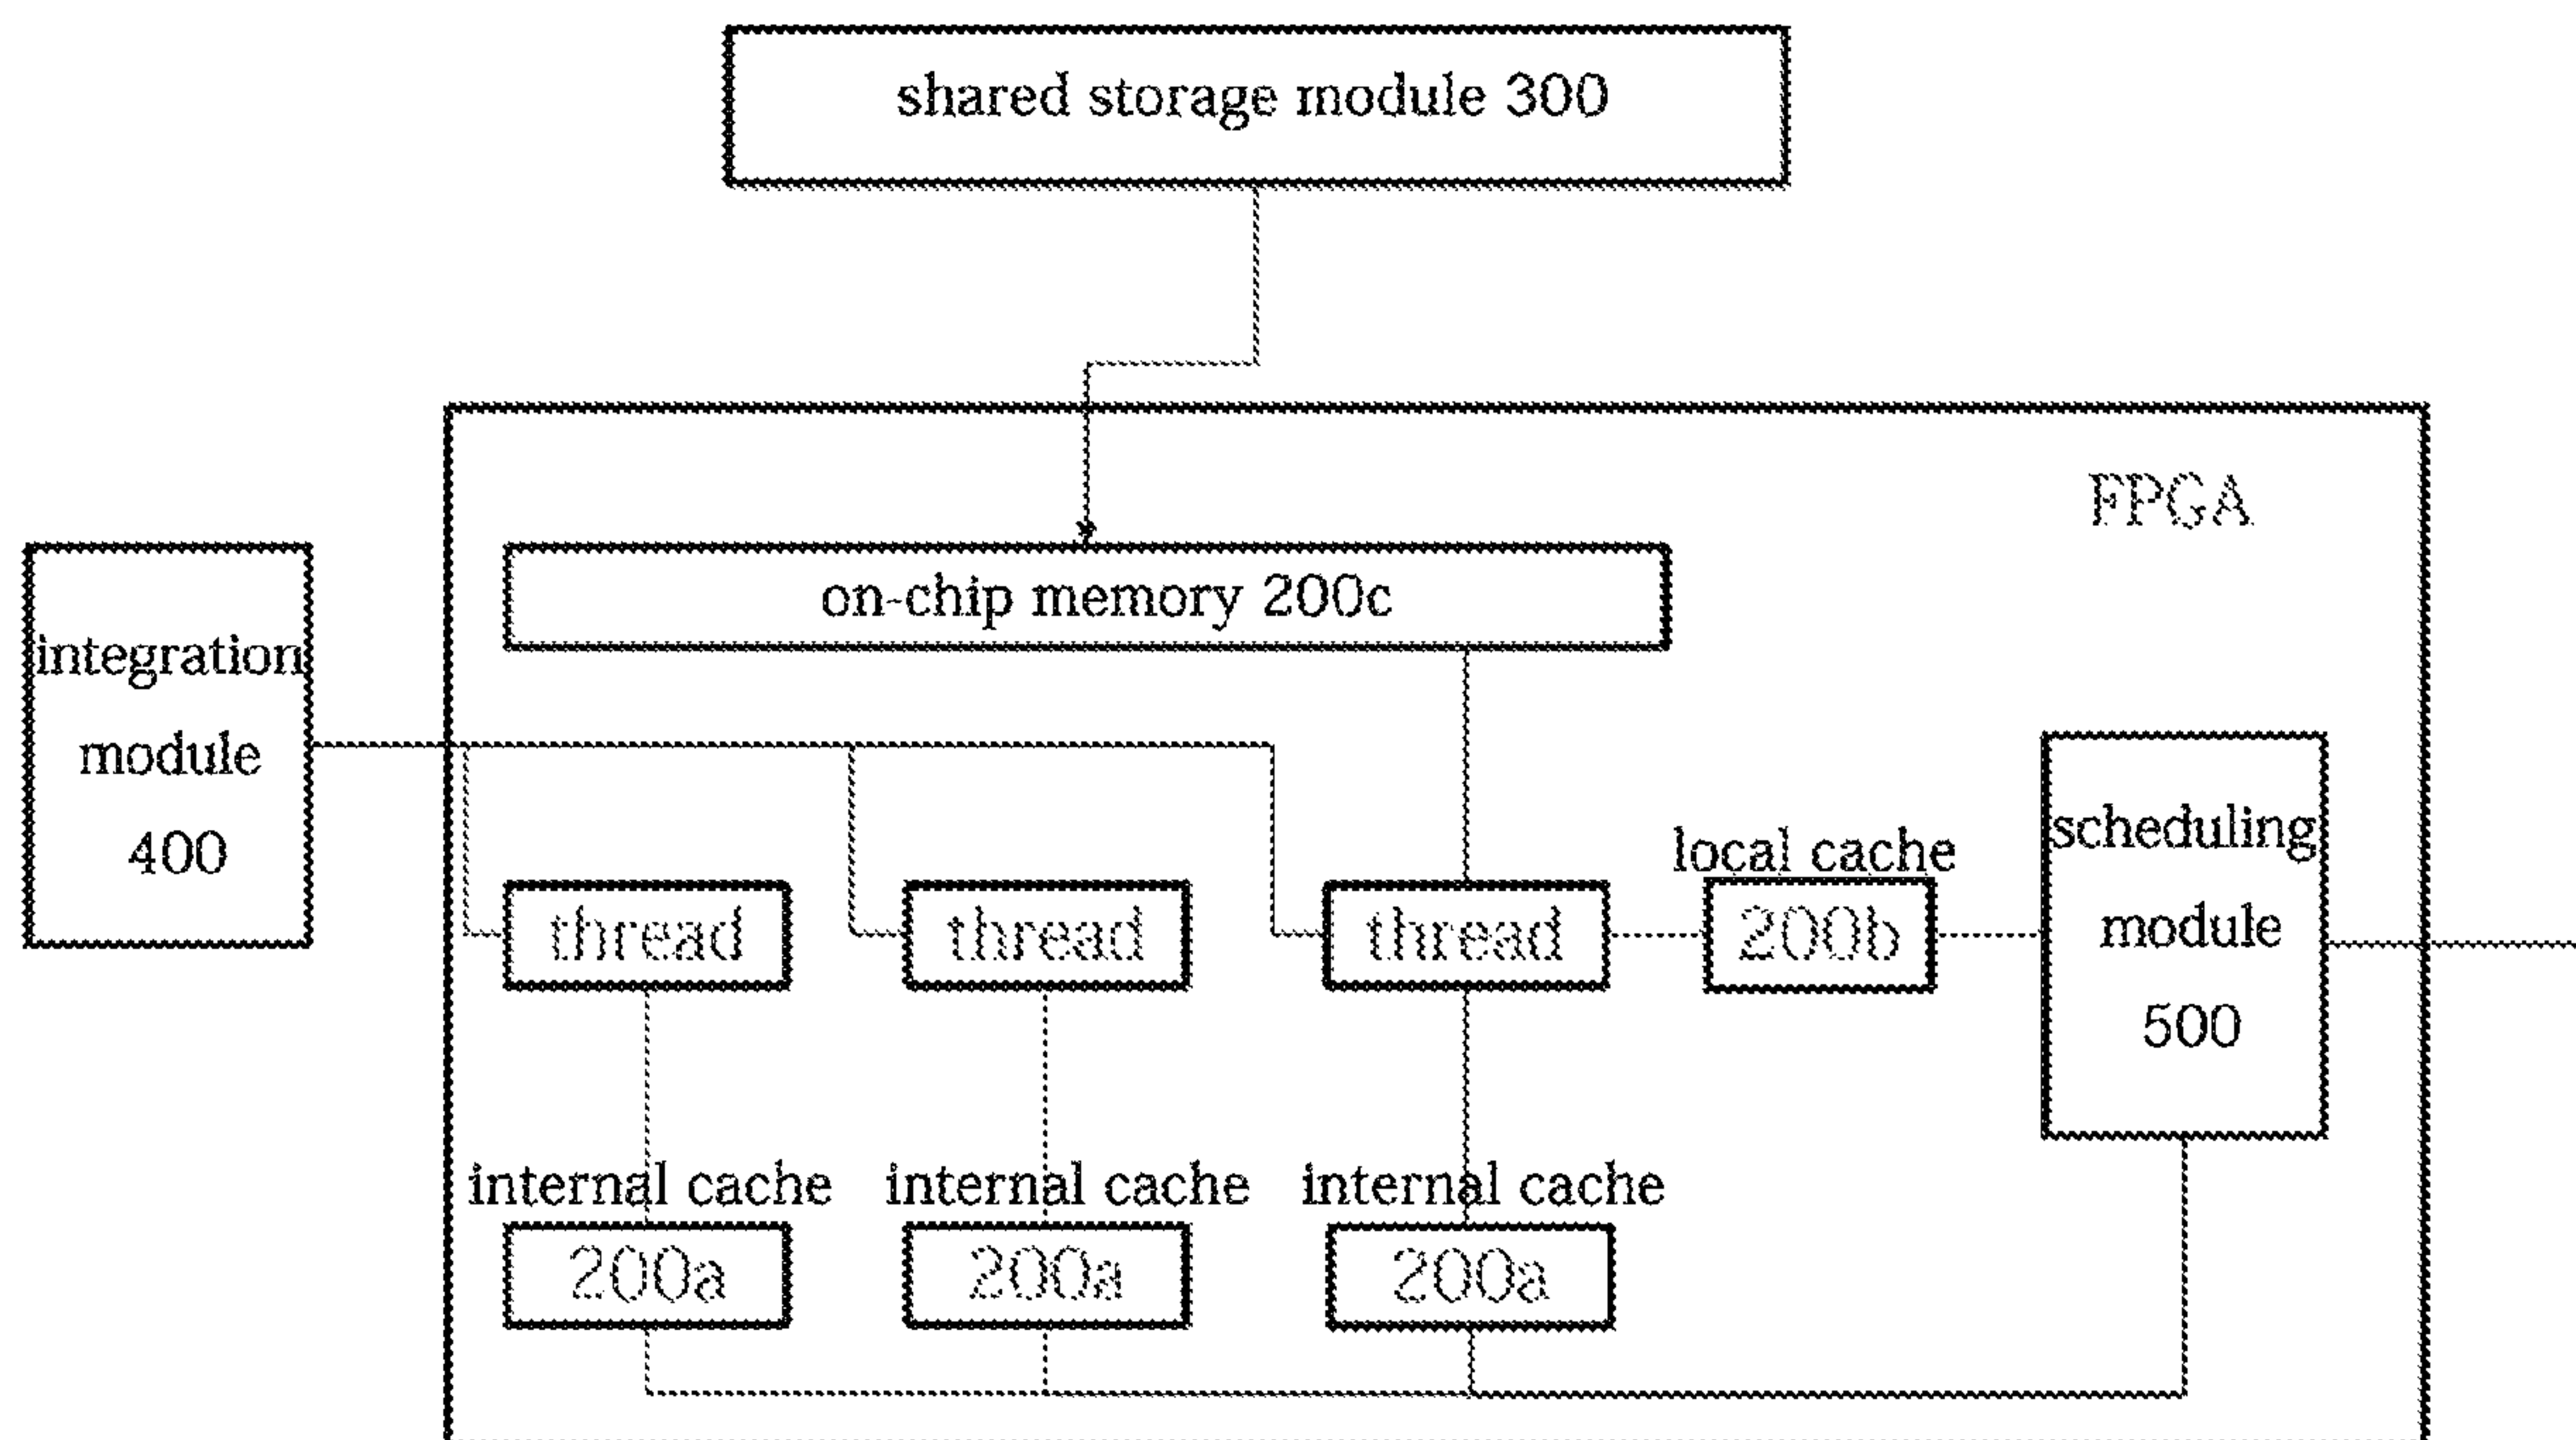 shared storage module 300
FPGA
on-chip memory 200c
integration
module
400
local cache
scheduling
module
500
thread
thread
thread
200b
internal cache
internal cache
internal cache
200a
200a
200a